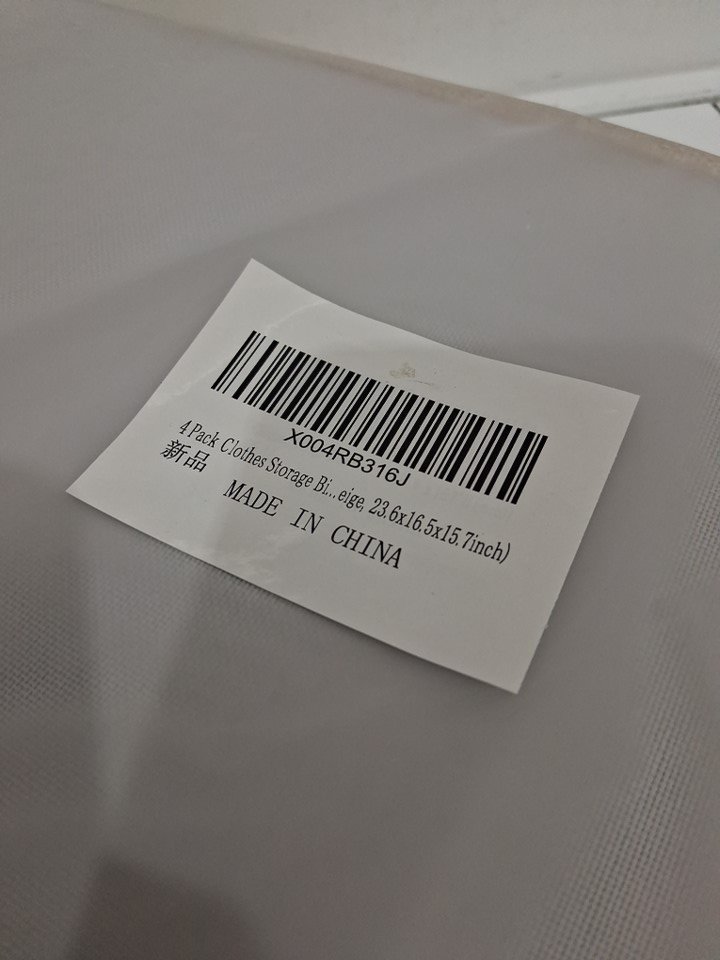 X004RB316J
4 Pack Clothes Storage Bi...eige, 23.6x16.5x15.7inch)
新品
MADE IN CHINA